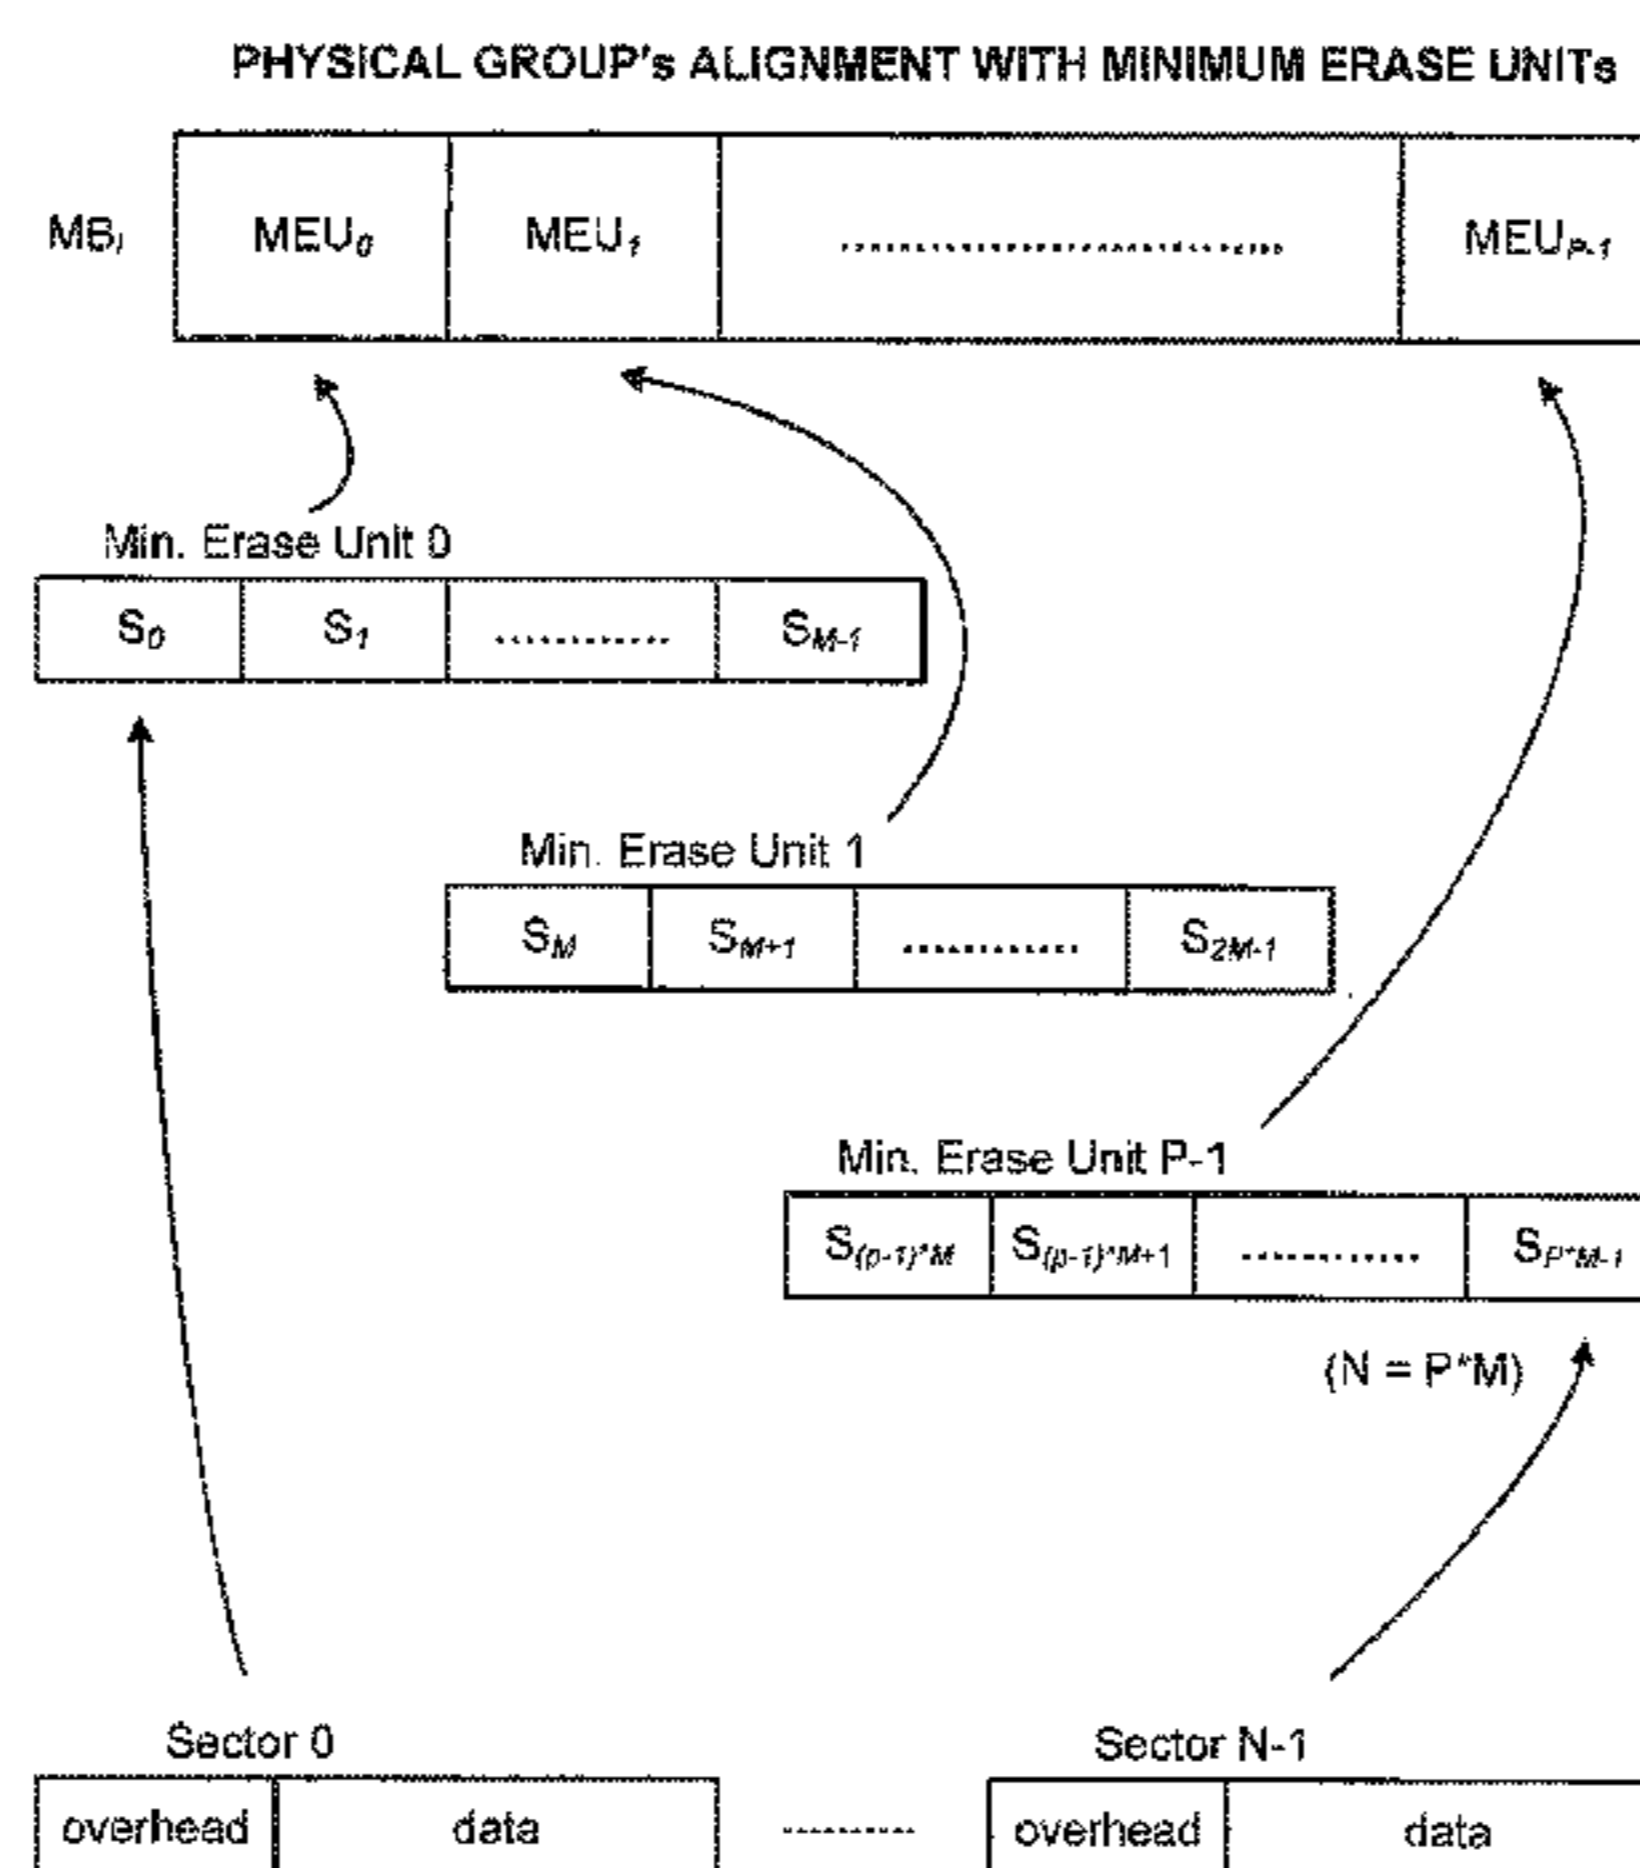 PHYSICAL GROUP's ALIGNMENT WITH MINIMUM ERASE UNITs
MBi MEU0 MEU1 .................... MEUP-1
Min. Erase Unit 0
S0 S1 ............ SM-1
Min. Erase Unit 1
SM SM+1 ............ S2M-1
Min. Erase Unit P-1
S(p-1)*M S(p-1)*M+1 ............ SP*M-1
(N = P*M)
Sector 0 Sector N-1
overhead data .......... overhead data